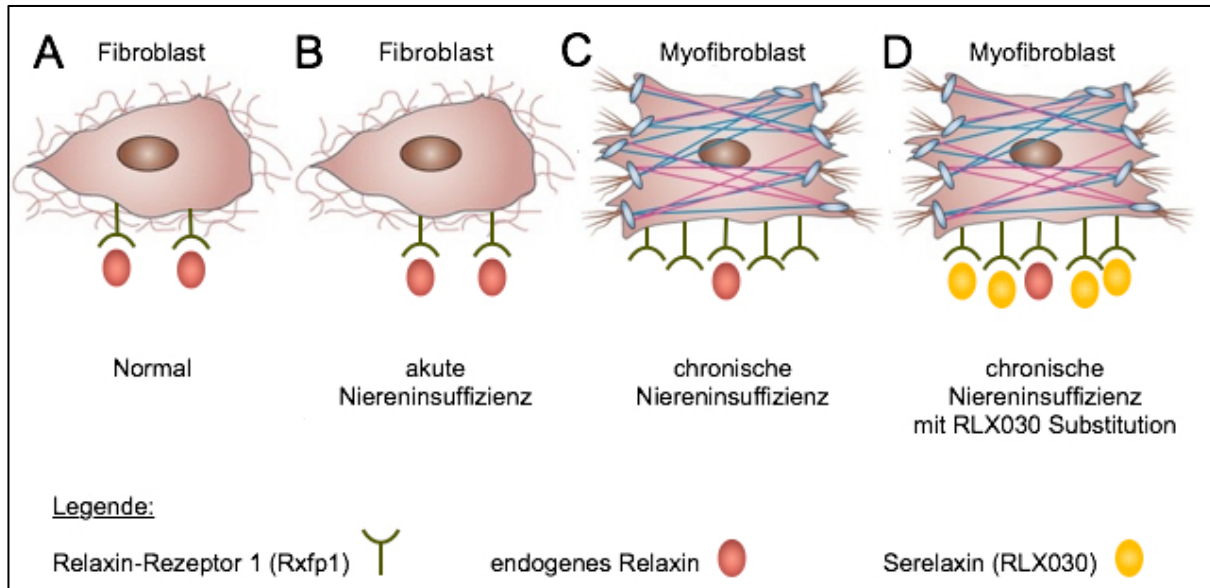 A Fibroblast
B Fibroblast
C Myofibroblast
D Myofibroblast
Normal
akute
Niereninsuffizienz
chronische
Niereninsuffizienz
chronische
Niereninsuffizienz
mit RLX030 Substitution
Legende:
Relaxin-Rezeptor 1 (Rxfp1)
endogenes Relaxin
Serelaxin (RLX030)